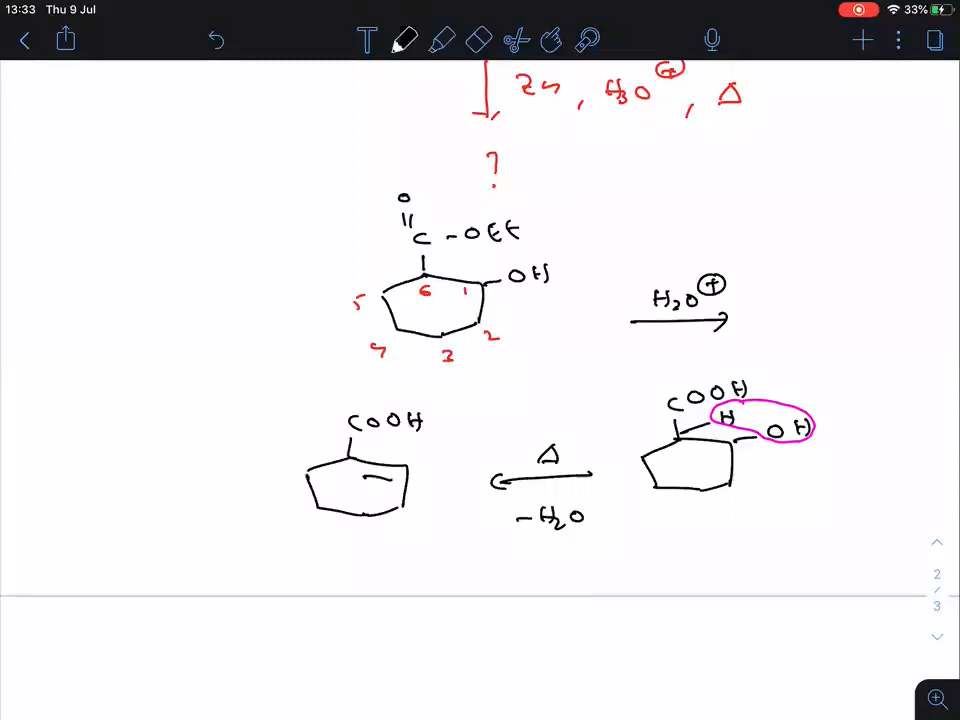 13:33 Thu 9 Jul 33%
T
Zn, H3O+, Δ
?
O
C - OEt
OH
6 1
5
2
4 3
H2O+
COOH
H
OH
COOH
Δ
-H2O
2
/
3